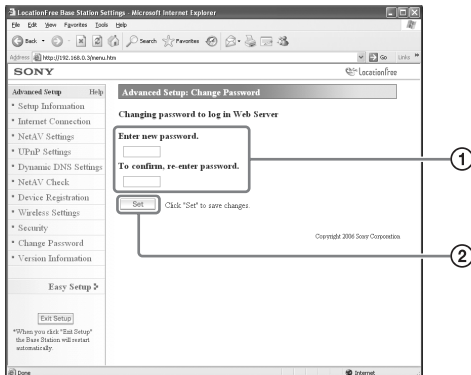 LocationFree Base Station Settings - Microsoft Internet Explorer
File Edit View Favorites Tools Help
Back Search Favorites
Address http://192.168.0.3/menu.htm Go Links »
SONY LocationFree
Advanced Setup Help
• Setup Information
• Internet Connection
• NetAV Settings
• UPnP Settings
• Dynamic DNS Settings
• NetAV Check
• Device Registration
• Wireless Settings
• Security
• Change Password
• Version Information
Easy Setup
Exit Setup
*When you click "Exit Setup"
the Base Station will restart
automatically.
Advanced Setup: Change Password
Changing password to log in Web Server
Enter new password.
To confirm, re-enter password.
Set Click "Set" to save changes.
Copyright 2006 Sony Corporation
1
2
Done Internet